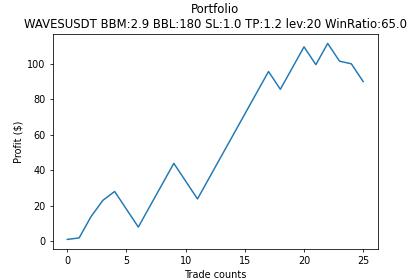 Portfolio
WAVESUSDT BBM:2.9 BBL:180 SL:1.0 TP:1.2 lev:20 WinRatio:65.0
Profit ($)
100
80
60
40
20
0
0 5 10 15 20 25
Trade counts